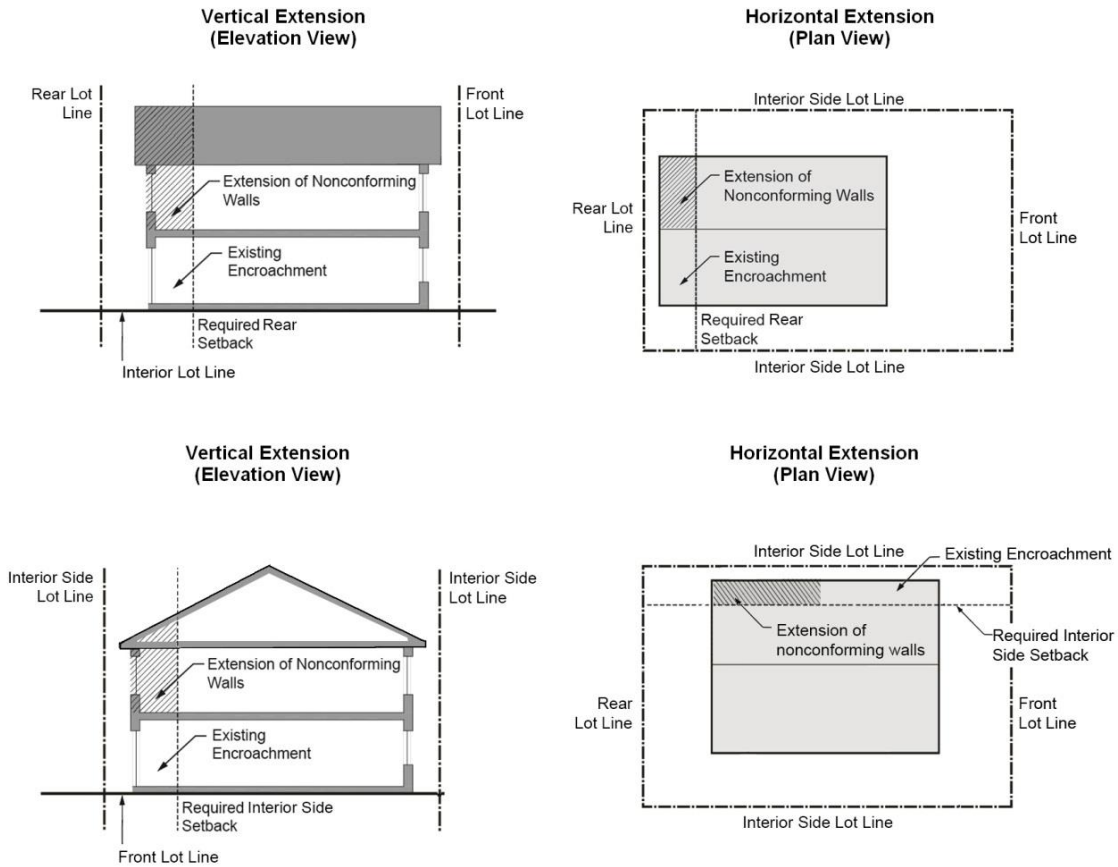 Vertical Extension
(Elevation View)
Rear Lot
Line
Front
Lot Line
Extension of Nonconforming
Walls
Existing
Encroachment
Required Rear
Setback
Interior Lot Line
Horizontal Extension
(Plan View)
Interior Side Lot Line
Extension of
Nonconforming Walls
Rear Lot
Line
Front
Lot Line
Existing
Encroachment
Required Rear
Setback
Interior Side Lot Line
Vertical Extension
(Elevation View)
Interior Side
Lot Line
Interior Side
Lot Line
Extension of Nonconforming
Walls
Existing
Encroachment
Required Interior Side
Setback
Front Lot Line
Horizontal Extension
(Plan View)
Interior Side Lot Line
Existing Encroachment
Extension of
nonconforming walls
Required Interior
Side Setback
Rear
Lot Line
Front
Lot Line
Interior Side Lot Line